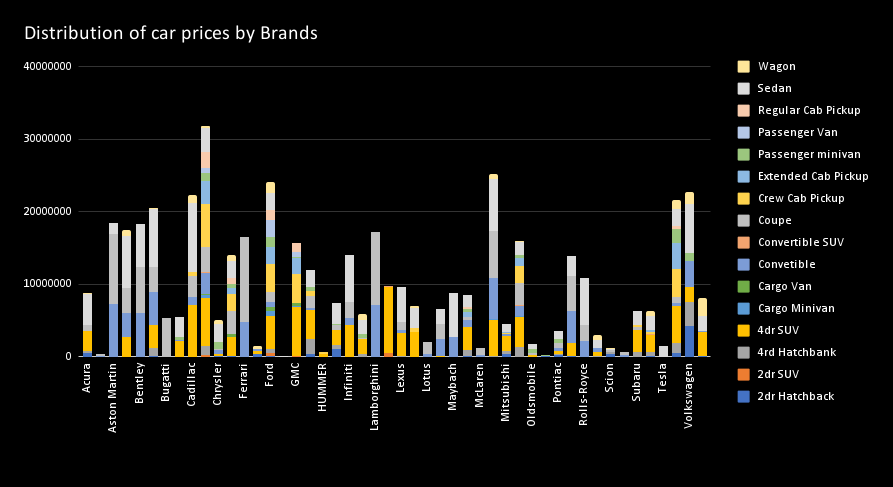 Distribution of car prices by Brands
40000000
30000000
20000000
10000000
0
Acura
Aston Martin
Bentley
Bugatti
Cadillac
Chrysler
Ferrari
Ford
GMC
HUMMER
Infiniti
Lamborghini
Lexus
Lotus
Maybach
McLaren
Mitsubishi
Oldsmobile
Pontiac
Rolls-Royce
Scion
Subaru
Tesla
Volkswagen
Wagon
Sedan
Regular Cab Pickup
Passenger Van
Passenger minivan
Extended Cab Pickup
Crew Cab Pickup
Coupe
Convertible SUV
Convetible
Cargo Van
Cargo Minivan
4dr SUV
4rd Hatchbank
2dr SUV
2dr Hatchback